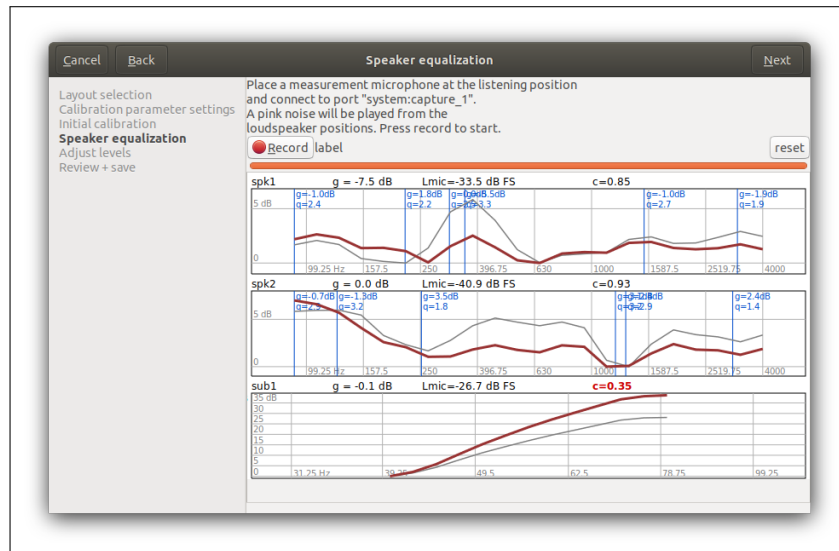 Cancel Back Speaker equalization Next
Layout selection
Calibration parameter settings
Initial calibration
Speaker equalization
Adjust levels
Review + save
Place a measurement microphone at the listening position
and connect to port "system:capture_1".
A pink noise will be played from the
loudspeaker positions. Press record to start.
Record label reset
spk1 g = -7.5 dB Lmic=-33.5 dB FS c=0.85
g=-1.0dB g=1.8dB g=-1.0dB g=-1.9dB
q=2.4 q=2.2 q=2.7 q=1.9
5 dB
0 99.25 Hz 157.5 250 396.75 630 1000 1587.5 2519.75 4000
spk2 g = 0.0 dB Lmic=-40.9 dB FS c=0.93
g=-0.7dB g=-1.3dB g=3.5dB g=2.4dB
q=2.9 q=3.2 q=1.8 q=1.4
5 dB
0 99.25 Hz 157.5 250 396.75 630 1000 1587.5 2519.75 4000
sub1 g = -0.1 dB Lmic=-26.7 dB FS c=0.35
35 dB
30
25
20
15
10
5
0 31.25 Hz 39.25 49.5 62.5 78.75 99.25